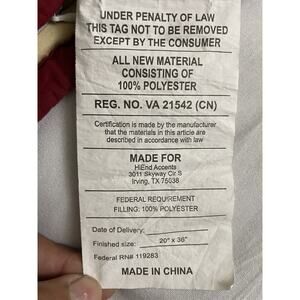 UNDER PENALTY OF LAW
THIS TAG NOT TO BE REMOVED
EXCEPT BY THE CONSUMER
ALL NEW MATERIAL
CONSISTING OF
100% POLYESTER
REG. NO. VA 21542 (CN)
Certification is made by the manufacturer
that the materials in this article are
described in accordance with law
MADE FOR
HiEnd Accents
3011 Skyway Cir S
Irving, TX 75038
FEDERAL REQUIREMENT
FILLING: 100% POLYESTER
Date of Delivery:
Finished size: 20" x 36"
Federal RN# 119283
MADE IN CHINA